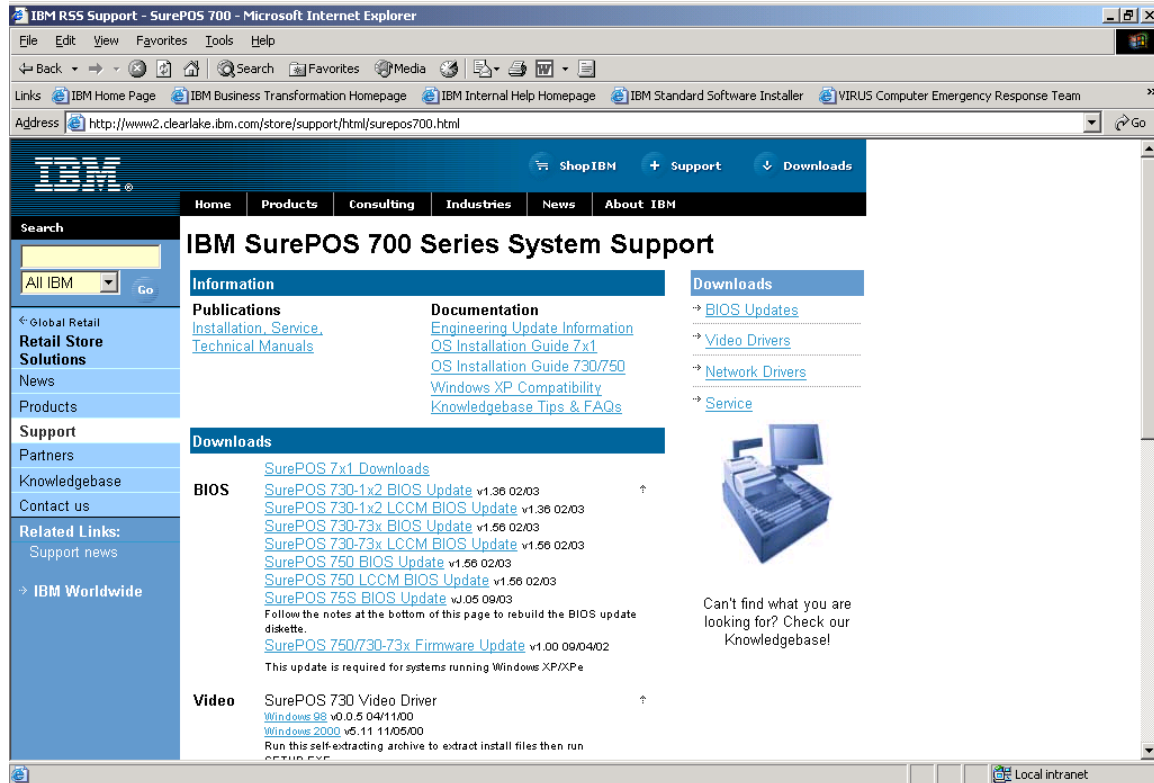 IBM RSS Support - SurePOS 700 - Microsoft Internet Explorer
File Edit View Favorites Tools Help
Back Search Favorites Media
Links IBM Home Page IBM Business Transformation Homepage IBM Internal Help Homepage IBM Standard Software Installer VIRUS Computer Emergency Response Team »
Address http://www2.clearlake.ibm.com/store/support/html/surepos700.html Go
IBM®
ShopIBM + Support Downloads
Home Products Consulting Industries News About IBM
Search
All IBM Go
Global Retail
Retail Store
Solutions
News
Products
Support
Partners
Knowledgebase
Contact us
Related Links:
Support news
IBM Worldwide
IBM SurePOS 700 Series System Support
Information
Publications
Installation, Service,
Technical Manuals
Documentation
Engineering Update Information
OS Installation Guide 7x1
OS Installation Guide 730/750
Windows XP Compatibility
Knowledgebase Tips & FAQs
Downloads
SurePOS 7x1 Downloads
BIOS SurePOS 730-1x2 BIOS Update v1.36 02/03
SurePOS 730-1x2 LCCM BIOS Update v1.36 02/03
SurePOS 730-73x BIOS Update v1.56 02/03
SurePOS 730-73x LCCM BIOS Update v1.56 02/03
SurePOS 750 BIOS Update v1.56 02/03
SurePOS 750 LCCM BIOS Update v1.56 02/03
SurePOS 75S BIOS Update vJ.05 09/03
Follow the notes at the bottom of this page to rebuild the BIOS update
diskette.
SurePOS 750/730-73x Firmware Update v1.00 09/04/02
This update is required for systems running Windows XP/XPe
Video SurePOS 730 Video Driver
Windows 98 v0.0.5 04/11/00
Windows 2000 v5.11 11/05/00
Run this self-extracting archive to extract install files then run
SETUP.EXE
Downloads
BIOS Updates
Video Drivers
Network Drivers
Service
Can't find what you are
looking for? Check our
Knowledgebase!
Local intranet